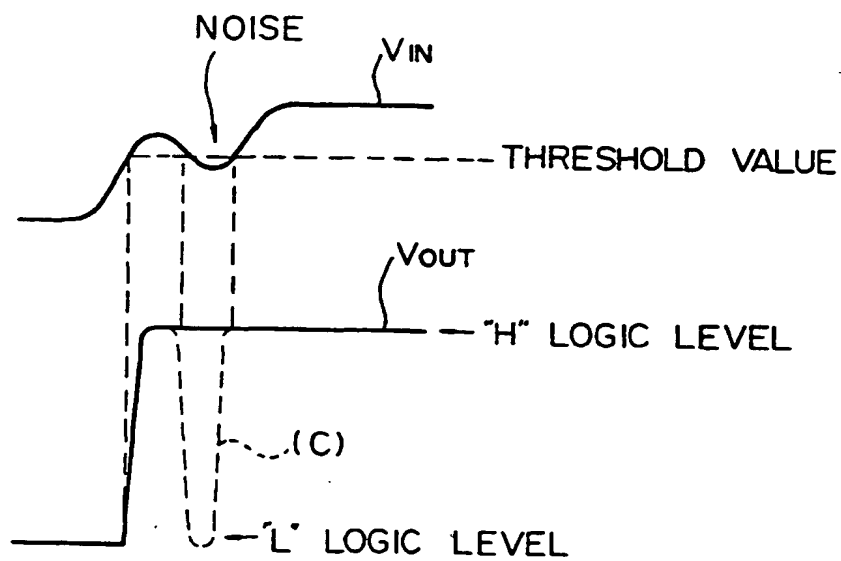 NOISE
VIN
THRESHOLD VALUE
VOUT
"H" LOGIC LEVEL
(C)
"L" LOGIC LEVEL